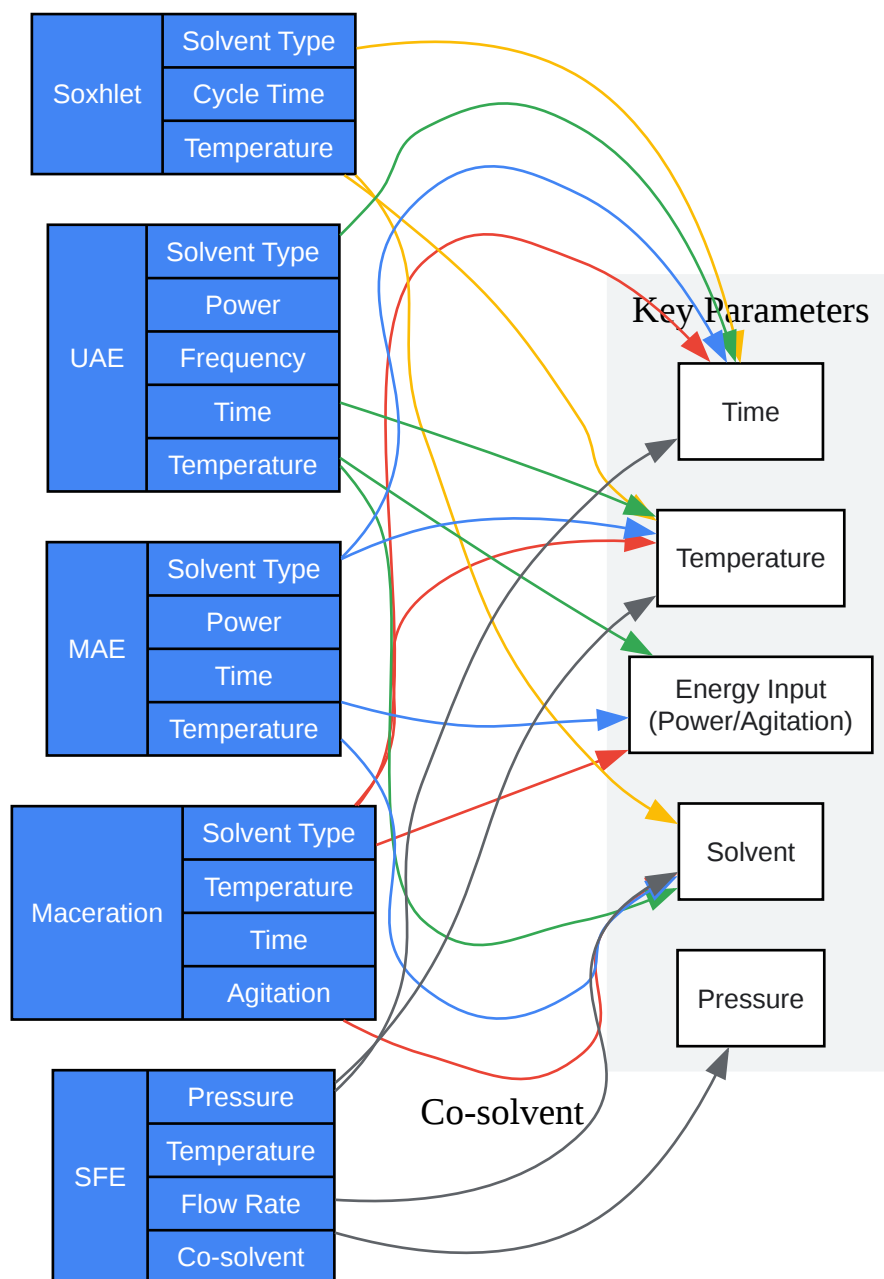 Soxhlet
Solvent Type
Cycle Time
Temperature
UAE
Solvent Type
Power
Frequency
Time
Temperature
MAE
Solvent Type
Power
Time
Temperature
Maceration
Solvent Type
Temperature
Time
Agitation
SFE
Pressure
Temperature
Flow Rate
Co-solvent
Co-solvent
Key Parameters
Time
Temperature
Energy Input
(Power/Agitation)
Solvent
Pressure